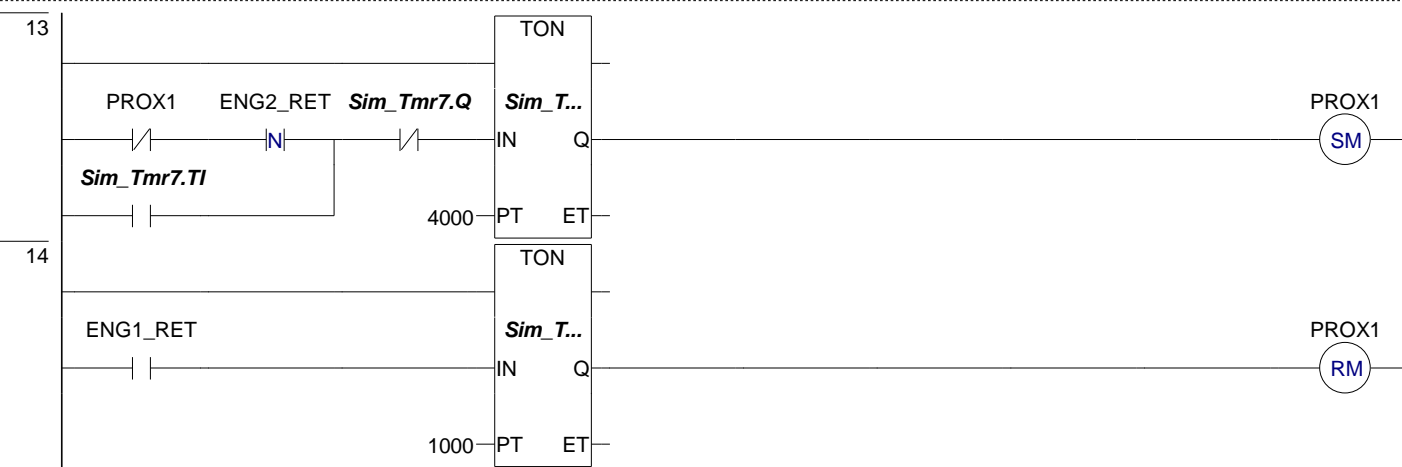 13
TON
PROX1 ENG2_RET Sim_Tmr7.Q Sim_T... PROX1
N IN Q SM
Sim_Tmr7.TI
4000 PT ET
14
TON
ENG1_RET Sim_T... PROX1
IN Q RM
1000 PT ET